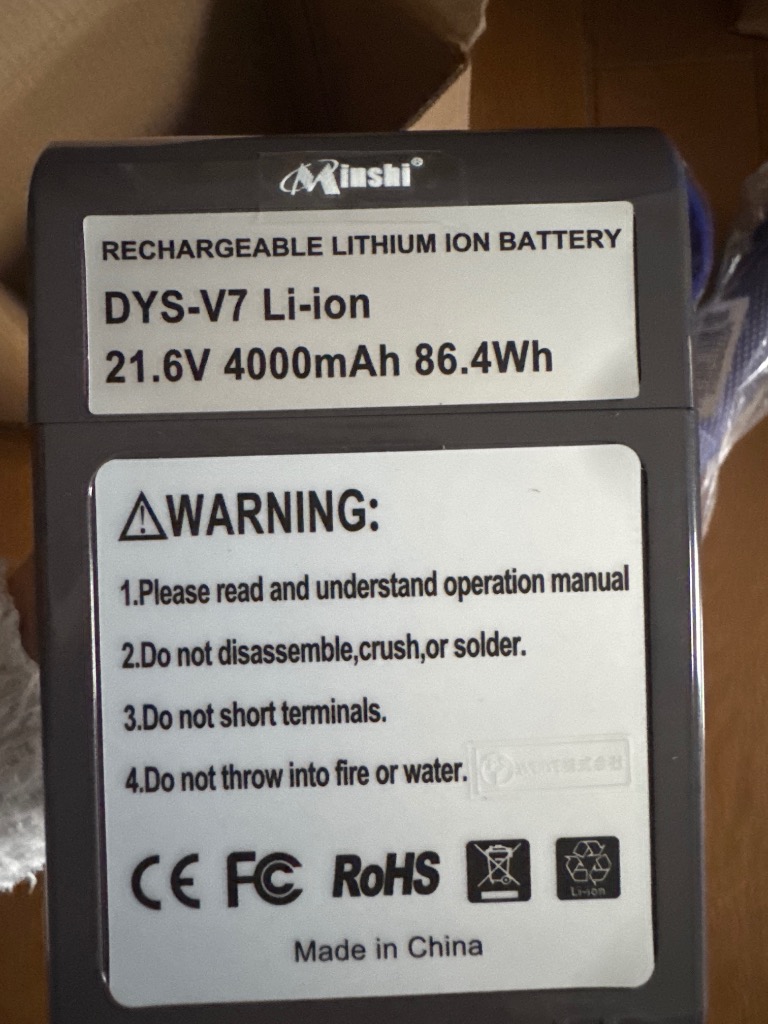 Minshi®
RECHARGEABLE LITHIUM ION BATTERY
DYS-V7 Li-ion
21.6V 4000mAh 86.4Wh
WARNING:
1.Please read and understand operation manual
2.Do not disassemble,crush,or solder.
3.Do not short terminals.
4.Do not throw into fire or water.
CE FC RoHS
Li-ion
Made in China